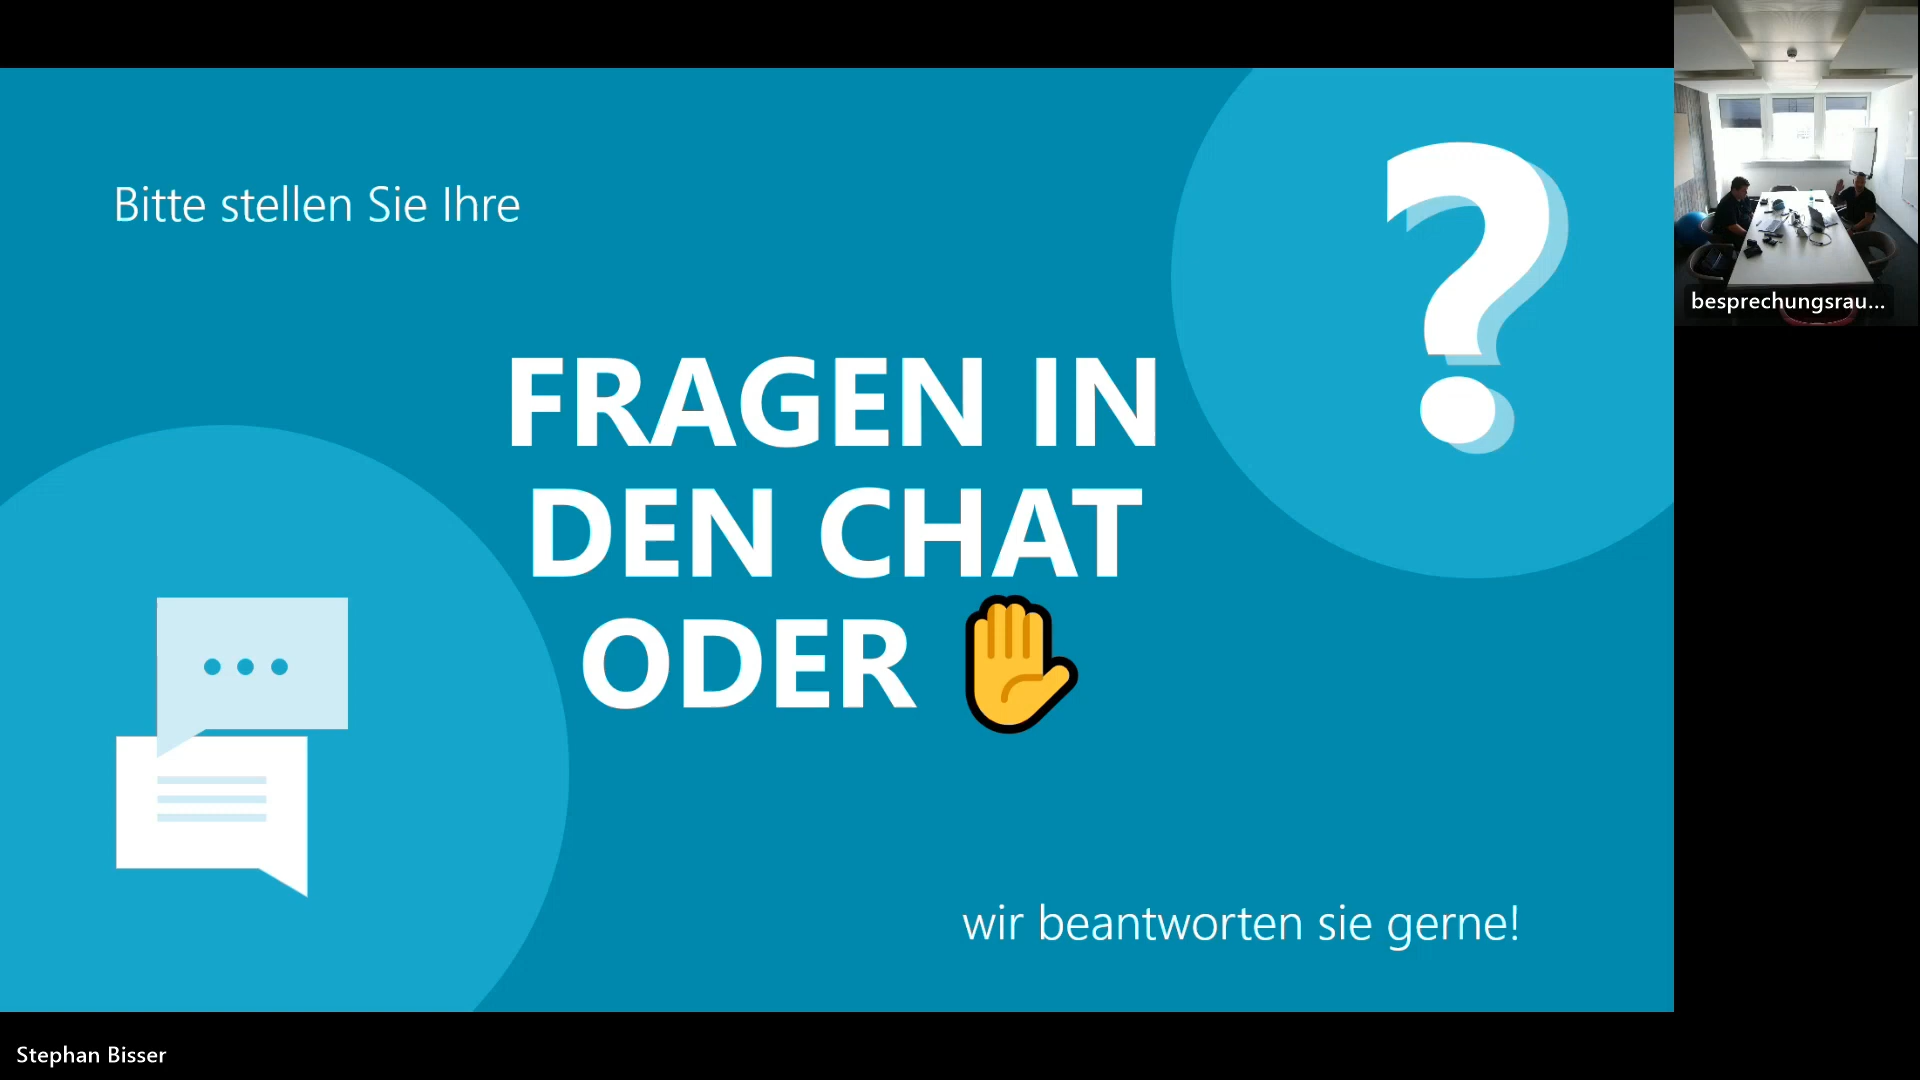 Bitte stellen Sie Ihre
FRAGEN IN
DEN CHAT
ODER ✋
wir beantworten sie gerne!
besprechungsrau...
Stephan Bisser